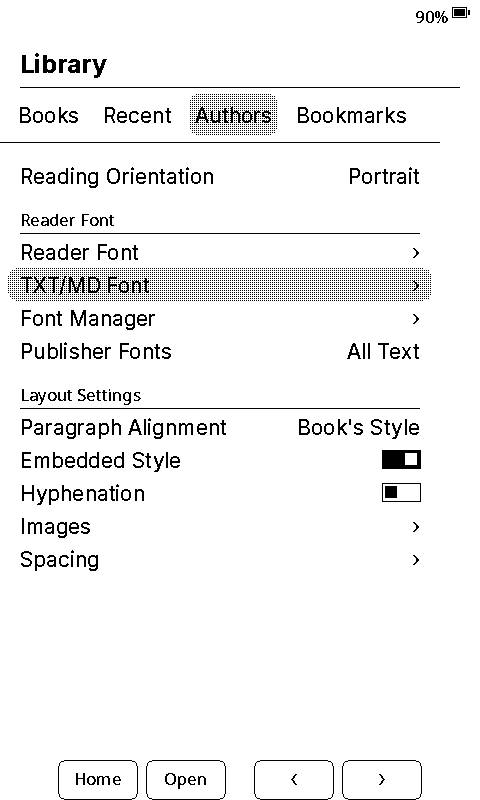 90%
Library
Books Recent Authors Bookmarks
Reading Orientation Portrait
Reader Font
Reader Font ›
TXT/MD Font ›
Font Manager ›
Publisher Fonts All Text
Layout Settings
Paragraph Alignment Book's Style
Embedded Style
Hyphenation
Images ›
Spacing ›
Home Open ‹ ›